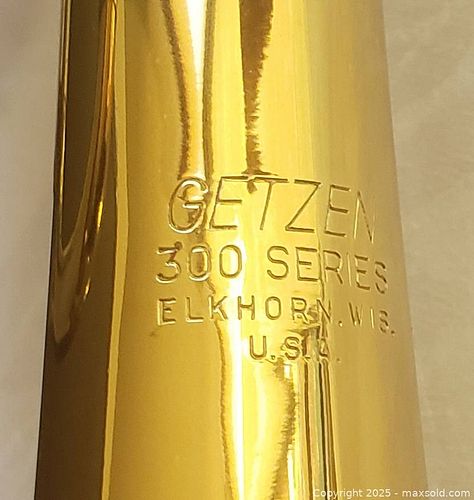 GETZEN
300 SERIES
ELKHORN. WIS.
U.S.A.
Copyright 2025 - maxsold.com